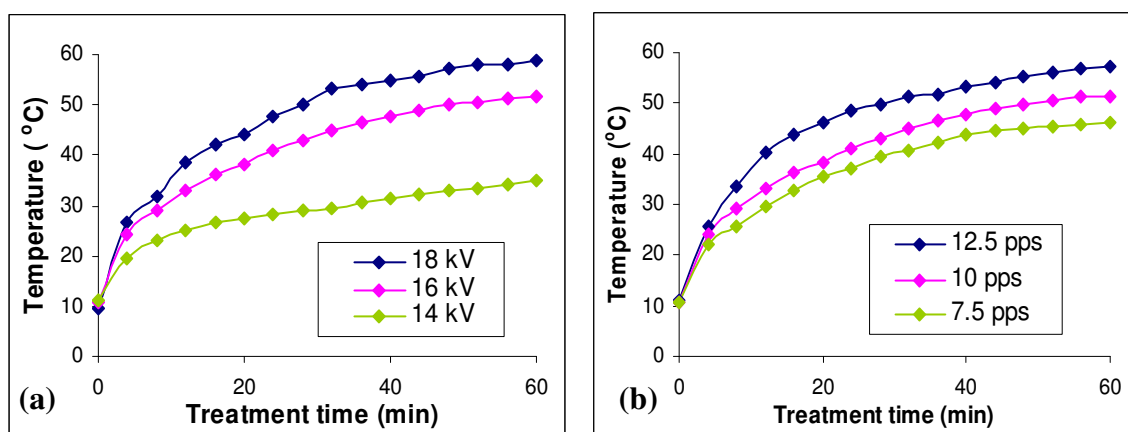 Temperature ( °C)
60
50
40
30
20
10
0
18 kV
16 kV
14 kV
0 20 40 60
Treatment time (min)
(a)
Temperature (°C)
60
50
40
30
20
10
0
12.5 pps
10 pps
7.5 pps
0 20 40 60
Treatment time (min)
(b)